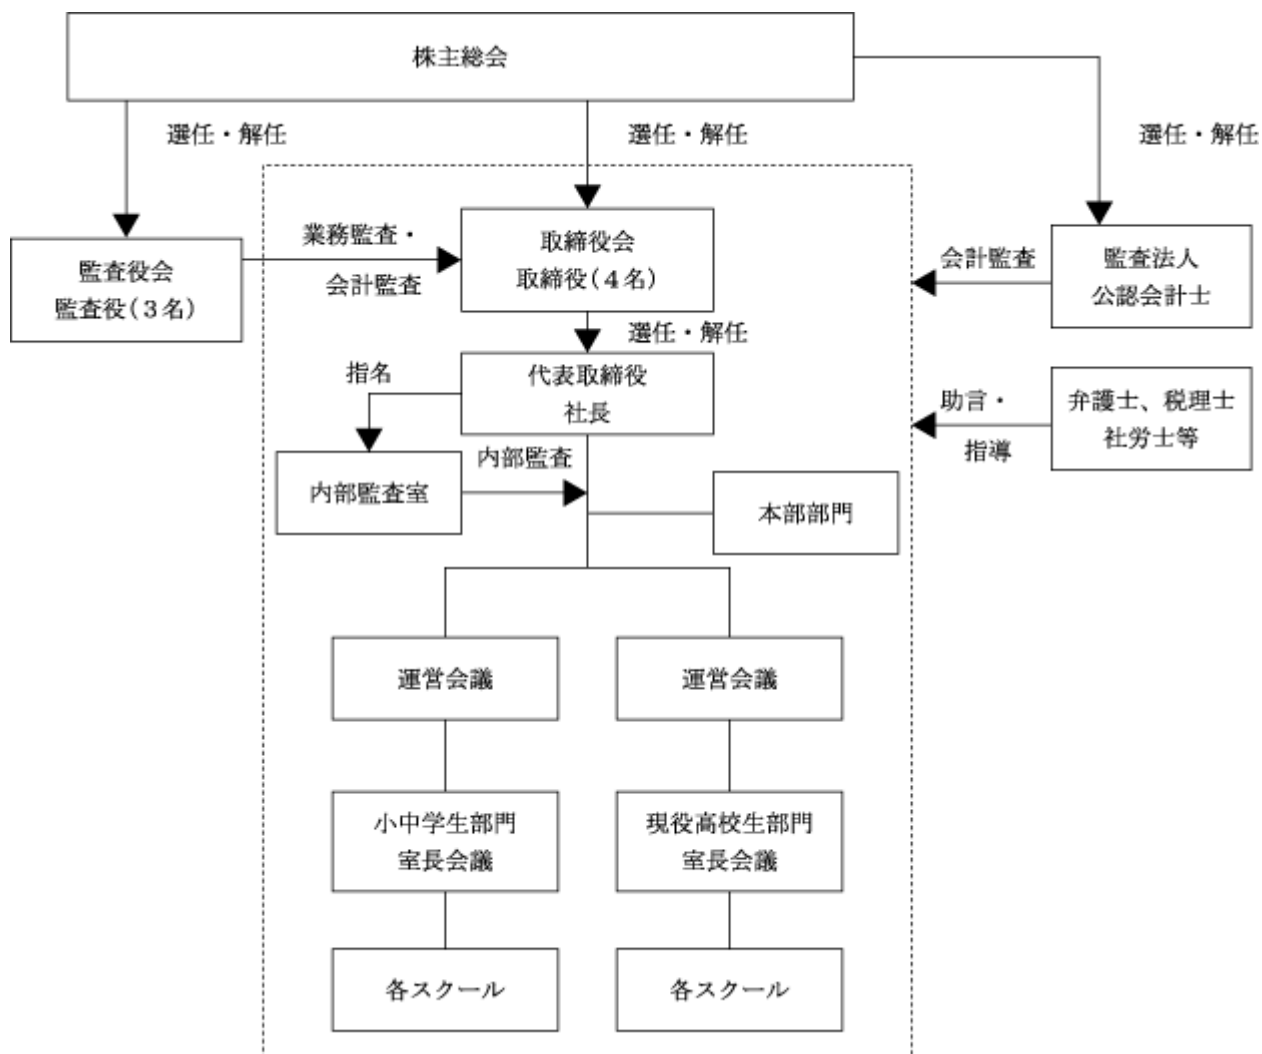 株主総会
選任・解任
選任・解任
選任・解任
監査役会
監査役(3名)
業務監査・
会計監査
取締役会
取締役(4名)
会計監査
監査法人
公認会計士
選任・解任
代表取締役
社長
指名
内部監査室
内部監査
助言・
指導
弁護士、税理士
社労士等
本部部門
運営会議
運営会議
小中学生部門
室長会議
現役高校生部門
室長会議
各スクール
各スクール